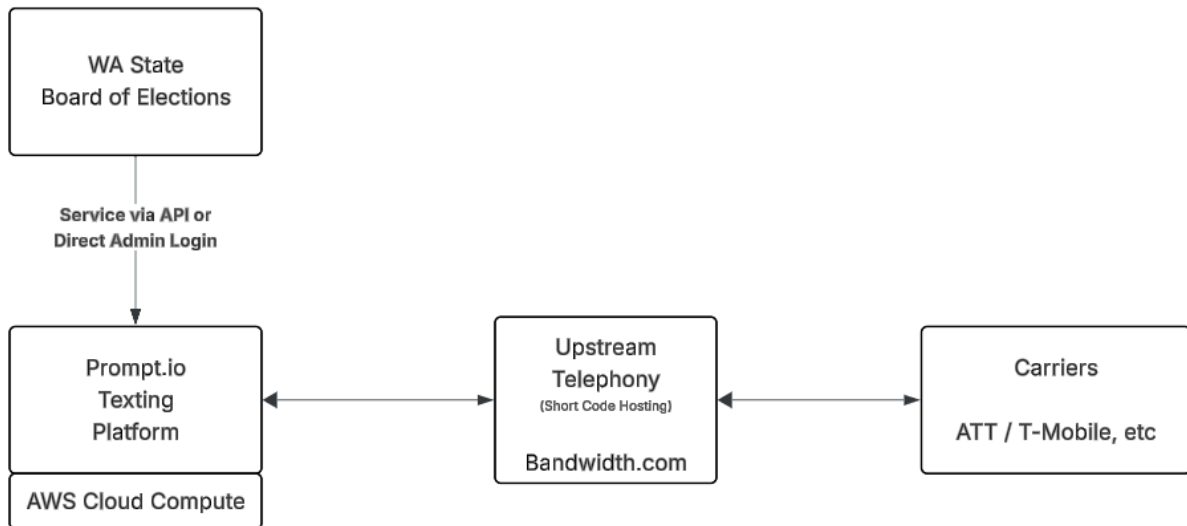 WA State
Board of Elections
Service via API or
Direct Admin Login
Prompt.io
Texting
Platform
AWS Cloud Compute
Upstream
Telephony
(Short Code Hosting)
Bandwidth.com
Carriers
ATT / T-Mobile, etc